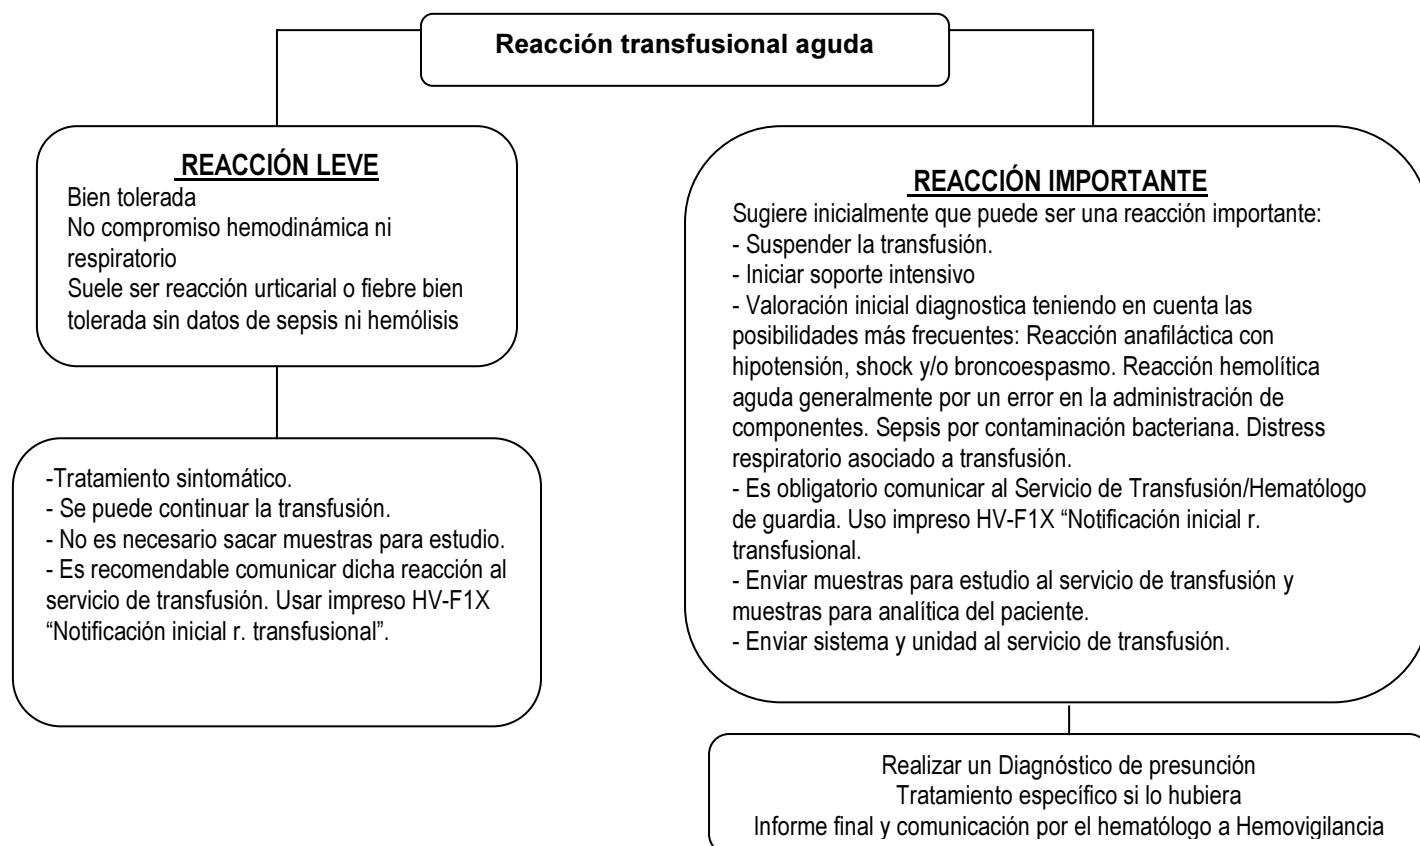 Reacción transfusional aguda
REACCIÓN LEVE
Bien tolerada
No compromiso hemodinámica ni
respiratorio
Suele ser reacción urticarial o fiebre bien
tolerada sin datos de sepsis ni hemólisis
-Tratamiento sintomático.
- Se puede continuar la transfusión.
- No es necesario sacar muestras para estudio.
- Es recomendable comunicar dicha reacción al
servicio de transfusión. Usar impreso HV-F1X
“Notificación inicial r. transfusional”.
REACCIÓN IMPORTANTE
Sugiere inicialmente que puede ser una reacción importante:
- Suspender la transfusión.
- Iniciar soporte intensivo
- Valoración inicial diagnostica teniendo en cuenta las
posibilidades más frecuentes: Reacción anafiláctica con
hipotensión, shock y/o broncoespasmo. Reacción hemolítica
aguda generalmente por un error en la administración de
componentes. Sepsis por contaminación bacteriana. Distress
respiratorio asociado a transfusión.
- Es obligatorio comunicar al Servicio de Transfusión/Hematólogo
de guardia. Uso impreso HV-F1X “Notificación inicial r.
transfusional.
- Enviar muestras para estudio al servicio de transfusión y
muestras para analítica del paciente.
- Enviar sistema y unidad al servicio de transfusión.
Realizar un Diagnóstico de presunción
Tratamiento específico si lo hubiera
Informe final y comunicación por el hematólogo a Hemovigilancia